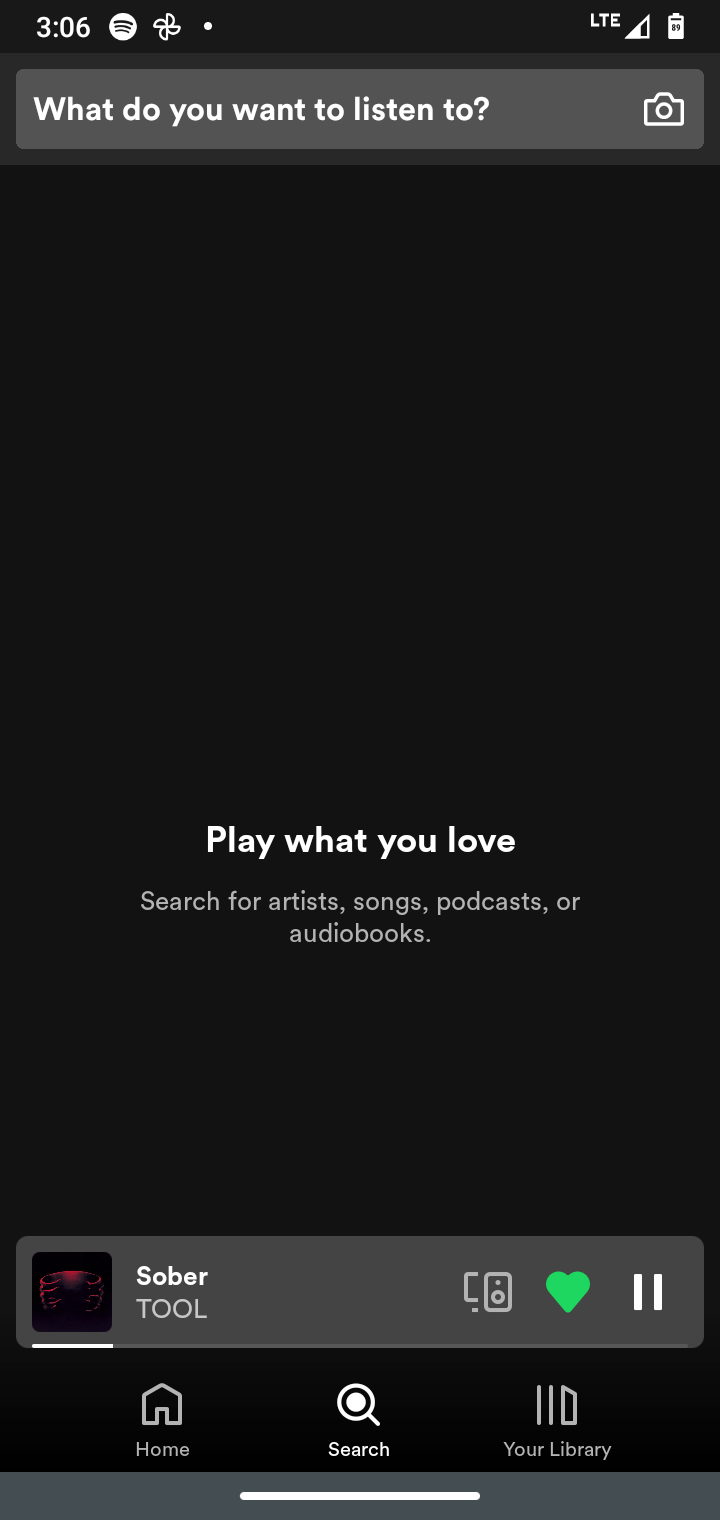 3:06
LTE
89
What do you want to listen to?
Play what you love
Search for artists, songs, podcasts, or
audiobooks.
Sober
TOOL
Home
Search
Your Library